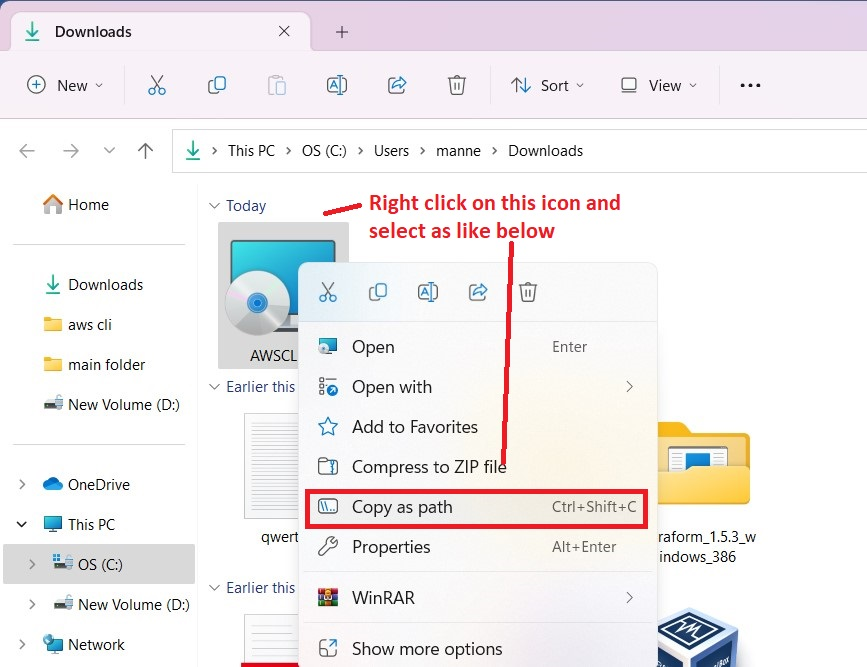 Downloads
New
Sort
View
This PC > OS (C:) > Users > manne > Downloads
Home
Today
Right click on this icon and
select as like below
Downloads
aws cli
main folder
New Volume (D:)
AWSCL
Earlier this
Open Enter
Open with
Add to Favorites
Compress to ZIP file
Copy as path Ctrl+Shift+C
Properties Alt+Enter
WinRAR
Show more options
OneDrive
This PC
OS (C:)
New Volume (D:)
Network
qwert
Earlier this
raform_1.5.3_w
indows_386